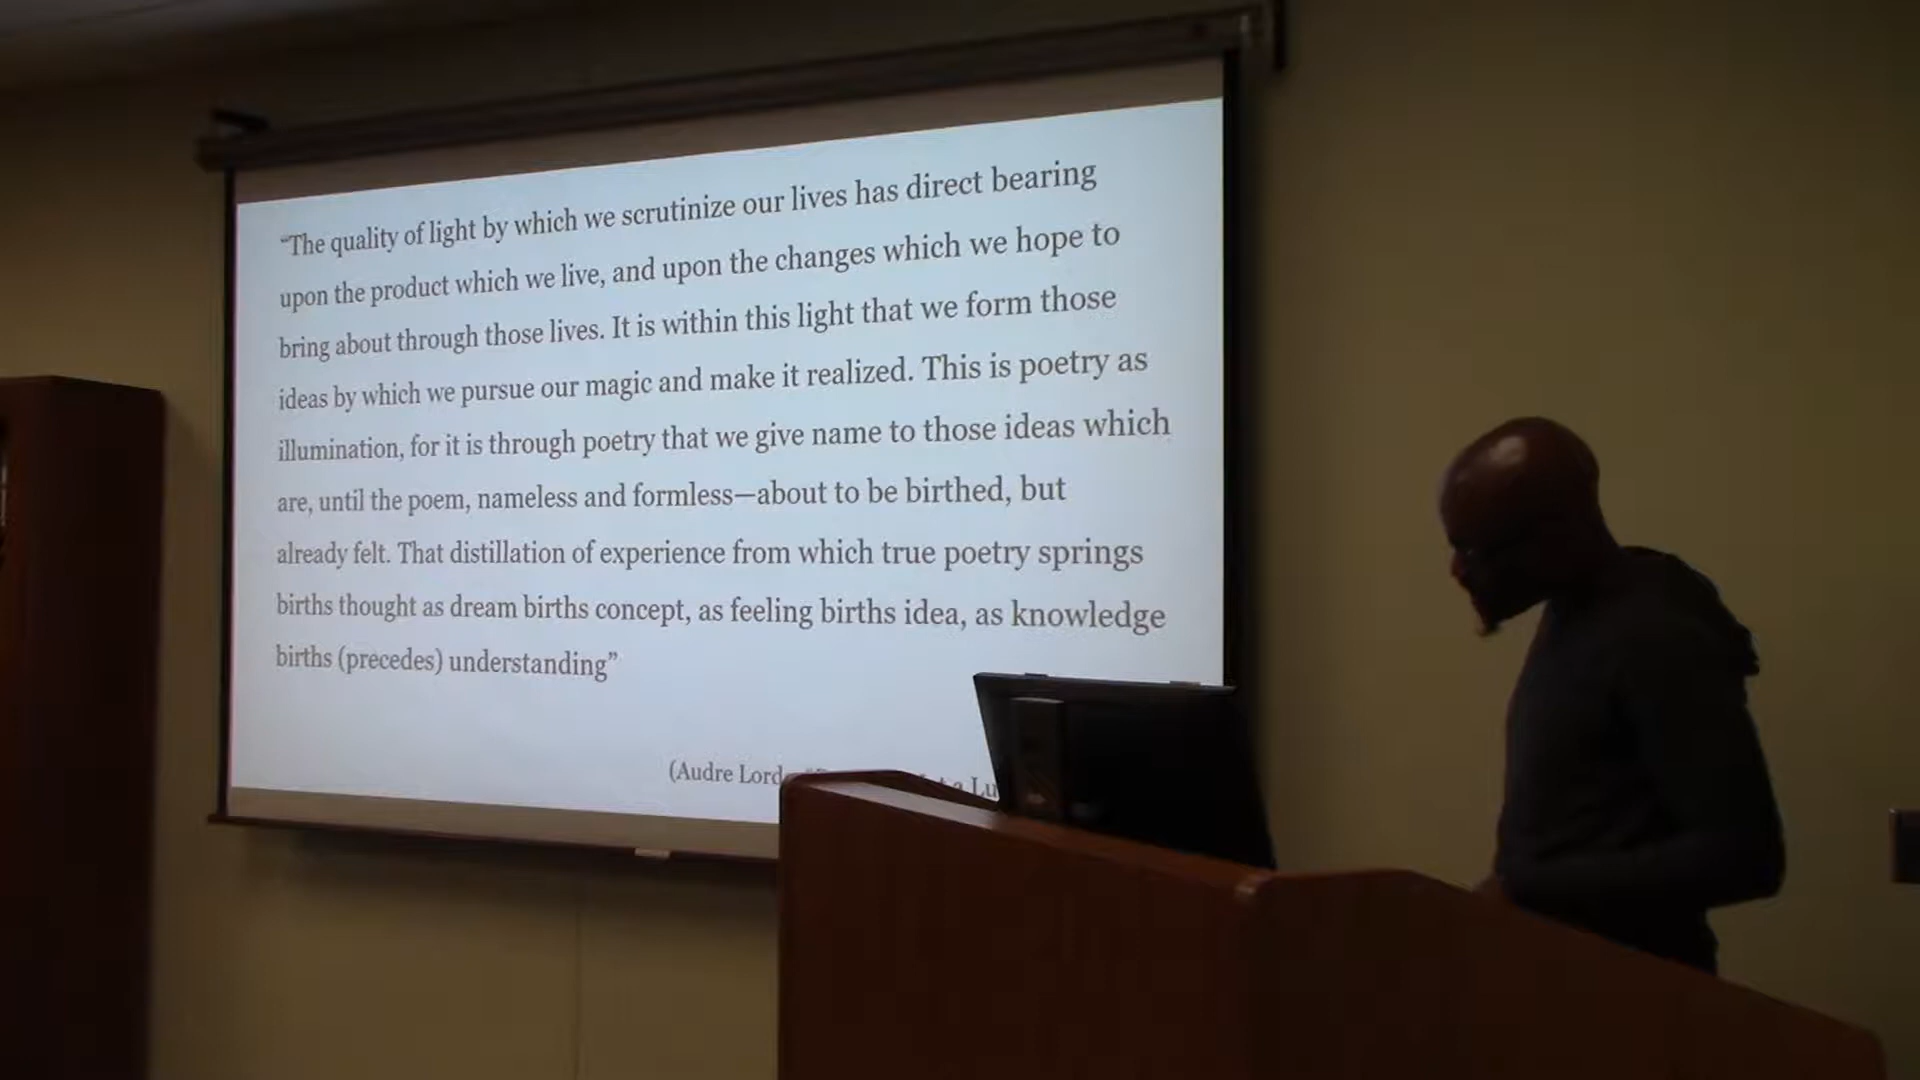 “The quality of light by which we scrutinize our lives has direct bearing
upon the product which we live, and upon the changes which we hope to
bring about through those lives. It is within this light that we form those
ideas by which we pursue our magic and make it realized. This is poetry as
illumination, for it is through poetry that we give name to those ideas which
are, until the poem, nameless and formless—about to be birthed, but
already felt. That distillation of experience from which true poetry springs
births thought as dream births concept, as feeling births idea, as knowledge
births (precedes) understanding”
(Audre Lord